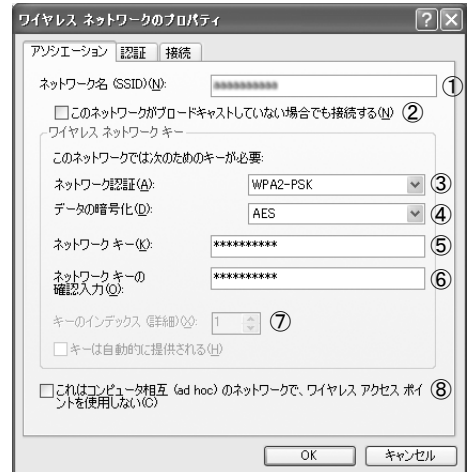 ワイヤレス ネットワークのプロパティ
アソシエーション 認証 接続
ネットワーク名 (SSID)(N): ①
このネットワークがブロードキャストしていない場合でも接続する(N) ②
ワイヤレス ネットワーク キー
このネットワークでは次のためのキーが必要:
ネットワーク認証(A): WPA2-PSK ③
データの暗号化(D): AES ④
ネットワーク キー(K): ********** ⑤
ネットワーク キーの
確認入力(O): ********** ⑥
キーのインデックス (詳細)(X): 1 ⑦
キーは自動的に提供される(H)
これはコンピュータ相互 (ad hoc) のネットワークで、ワイヤレス アクセス ポイ ⑧
ントを使用しない(C)
OK キャンセル